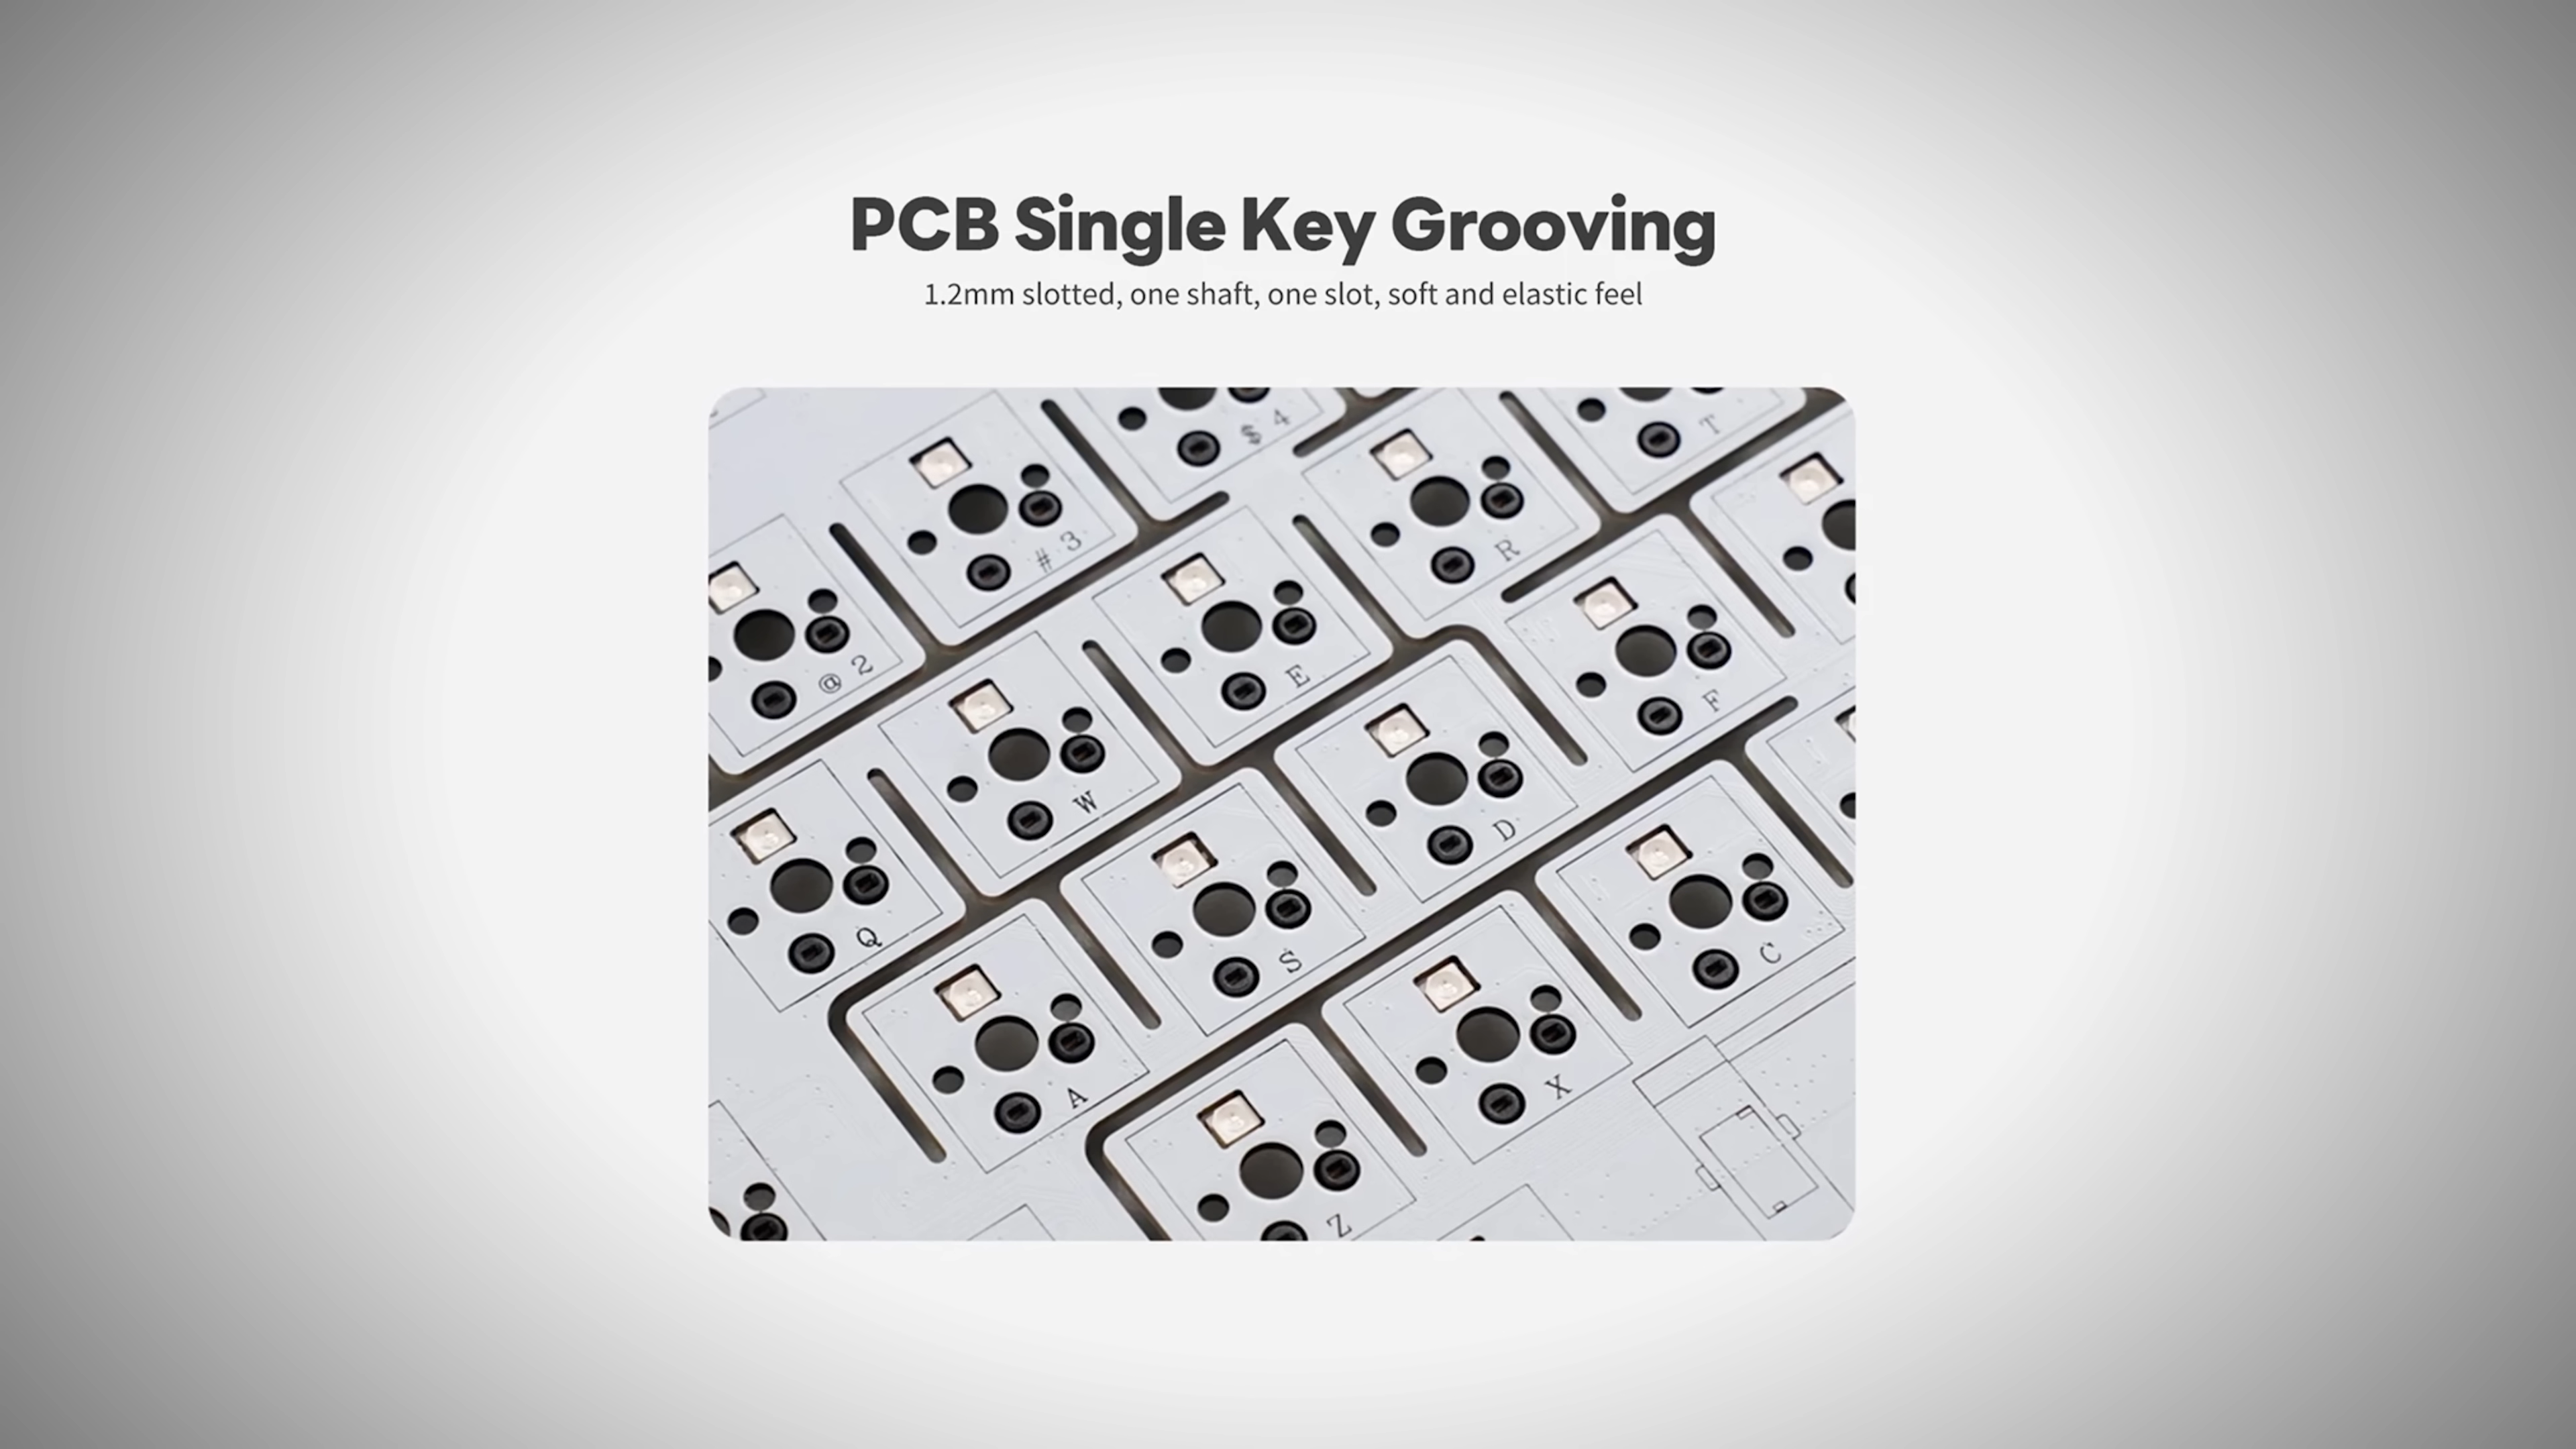 PCB Single Key Grooving
1.2mm slotted, one shaft, one slot, soft and elastic feel
$ 4
T
# 3
R
@ 2
E
F
W
D
Q
S
C
A
X
Z